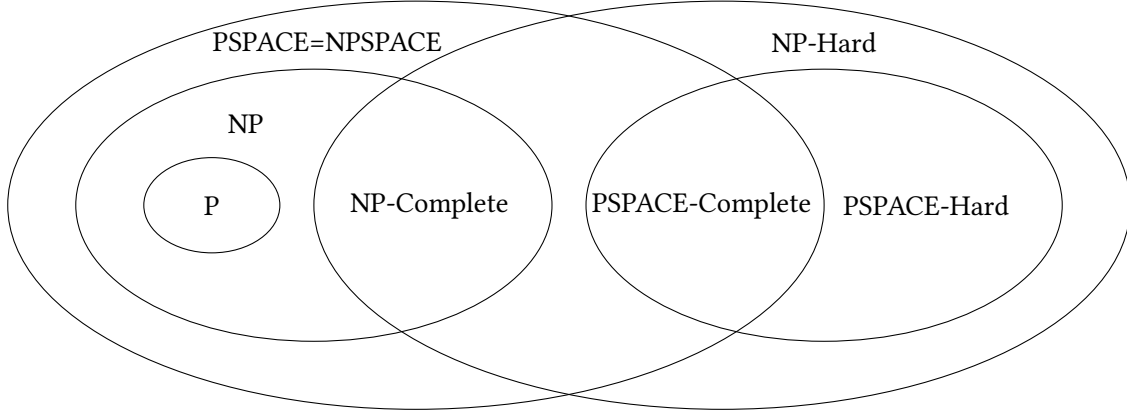 PSPACE=NPSPACE
NP-Hard
NP
P
NP-Complete
PSPACE-Complete
PSPACE-Hard